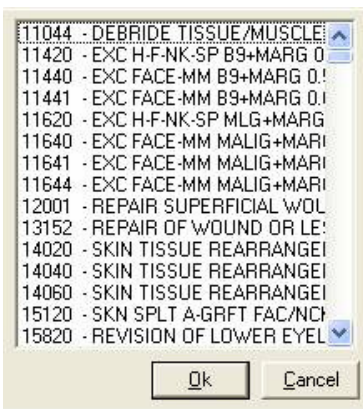 11044 - DEBRIDE TISSUE/MUSCLE
11420 - EXC H-F-NK-SP B9+MARG 0
11440 - EXC FACE-MM B9+MARG 0.
11441 - EXC FACE-MM B9+MARG 0.
11620 - EXC H-F-NK-SP MLG+MARG
11640 - EXC FACE-MM MALIG+MAR
11641 - EXC FACE-MM MALIG+MAR
11644 - EXC FACE-MM MALIG+MAR
12001 - REPAIR SUPERFICIAL WOU
13152 - REPAIR OF WOUND OR LE
14020 - SKIN TISSUE REARRANGE
14040 - SKIN TISSUE REARRANGE
14060 - SKIN TISSUE REARRANGE
15120 - SKN SPLT A-GRFT FAC/NC
15820 - REVISION OF LOWER EYEL
Ok Cancel